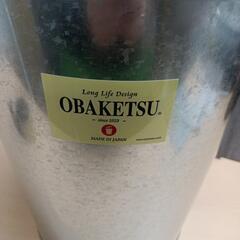 Long Life Design
OBAKETSU®
– since 1923 –
MADE IN JAPAN